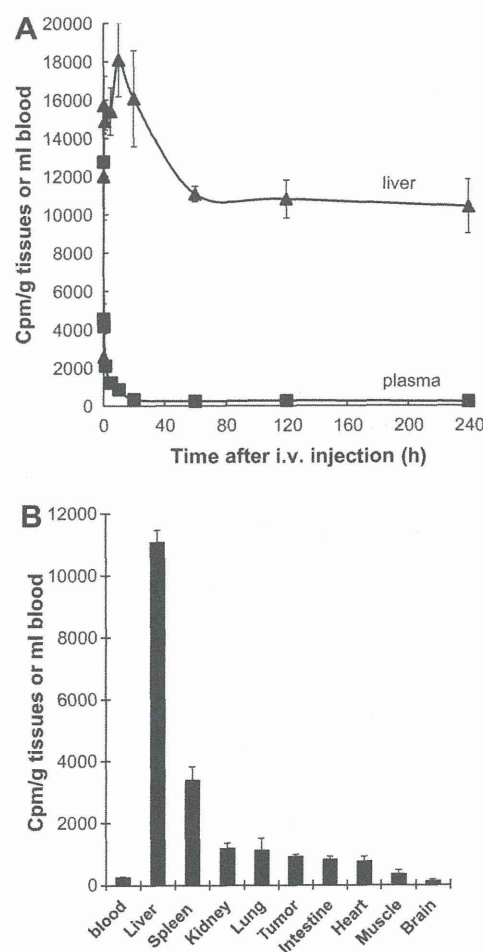 A
Cpm/g tissues or ml blood
20000
18000
16000
14000
12000
10000
8000
6000
4000
2000
0
liver
plasma
0 40 80 120 160 200 240
Time after i.v. injection (h)
B
Cpm/g tissues or ml blood
12000
10000
8000
6000
4000
2000
0
blood
Liver
Spleen
Kidney
Lung
Tumor
Intestine
Heart
Muscle
Brain